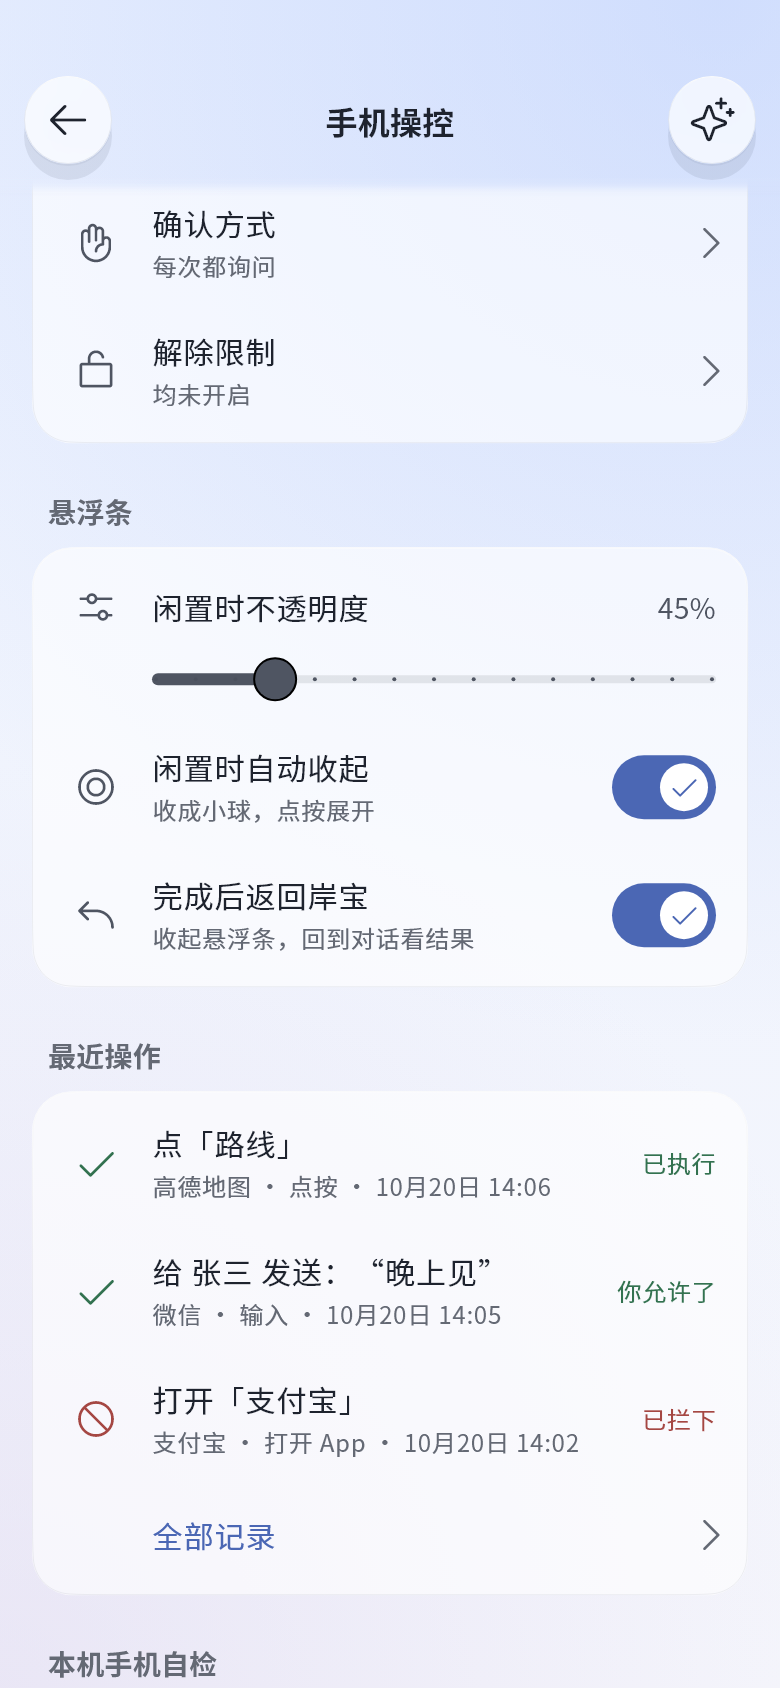 手机操控
确认方式
每次都询问
解除限制
均未开启
悬浮条
闲置时不透明度
45%
闲置时自动收起
收成小球，点按展开
完成后返回岸宝
收起悬浮条，回到对话看结果
最近操作
点「路线」
高德地图 · 点按 · 10月20日 14:06
已执行
给 张三 发送：“晚上见”
微信 · 输入 · 10月20日 14:05
你允许了
打开「支付宝」
支付宝 · 打开 App · 10月20日 14:02
已拦下
全部记录
本机手机自检